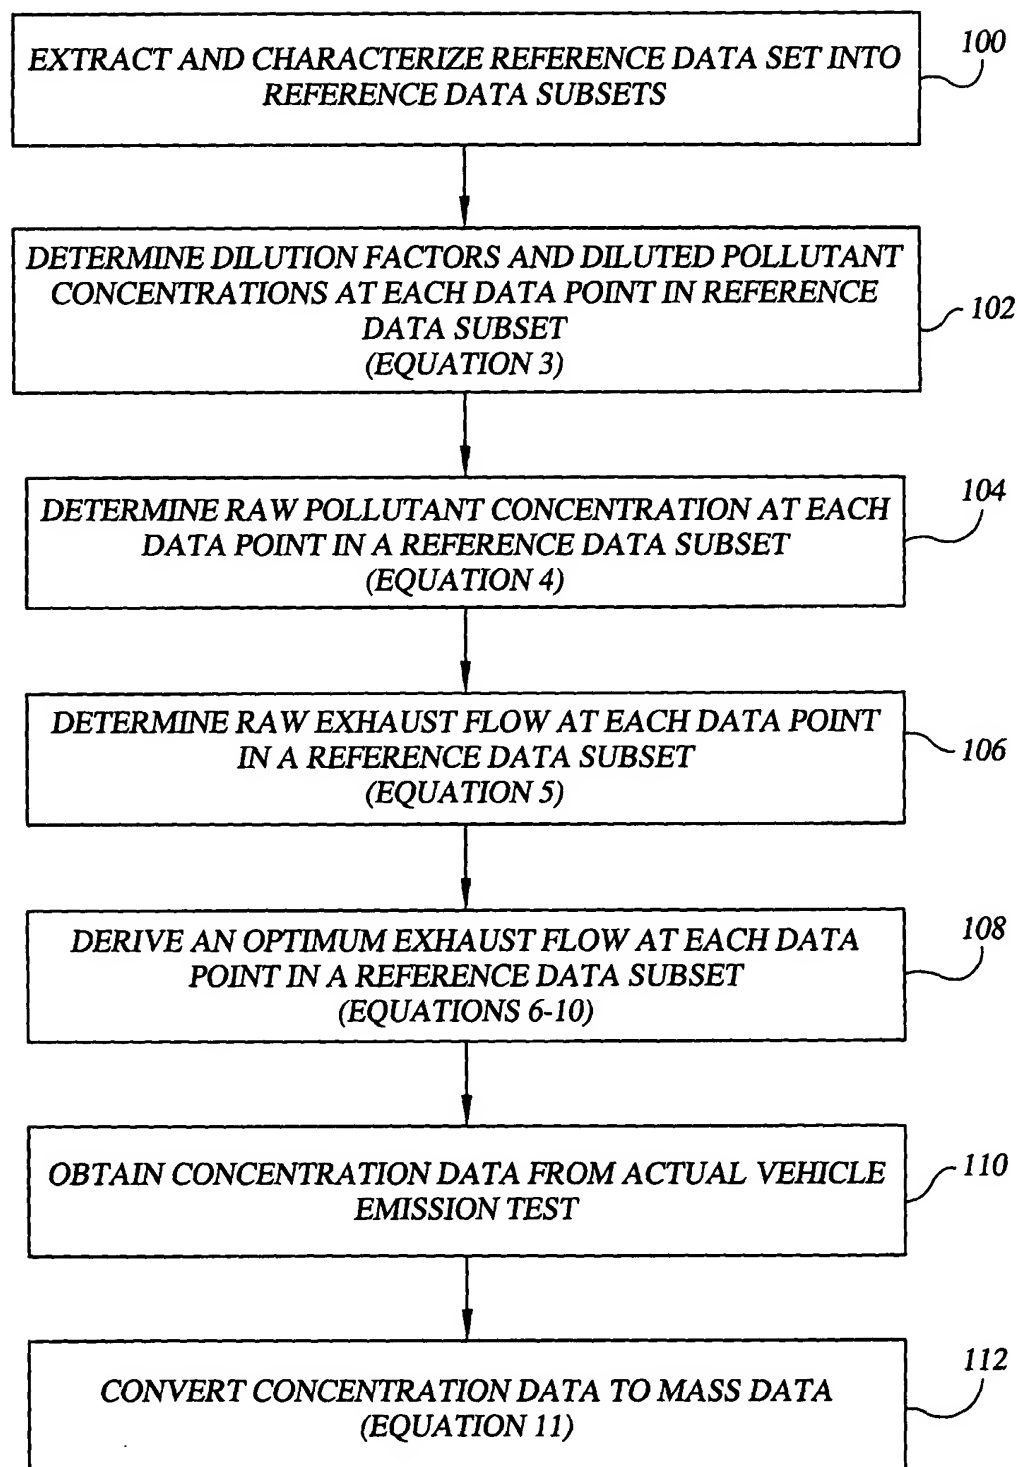 EXTRACT AND CHARACTERIZE REFERENCE DATA SET INTO
REFERENCE DATA SUBSETS
100
DETERMINE DILUTION FACTORS AND DILUTED POLLUTANT
CONCENTRATIONS AT EACH DATA POINT IN REFERENCE
DATA SUBSET
(EQUATION 3)
102
DETERMINE RAW POLLUTANT CONCENTRATION AT EACH
DATA POINT IN A REFERENCE DATA SUBSET
(EQUATION 4)
104
DETERMINE RAW EXHAUST FLOW AT EACH DATA POINT
IN A REFERENCE DATA SUBSET
(EQUATION 5)
106
DERIVE AN OPTIMUM EXHAUST FLOW AT EACH DATA
POINT IN A REFERENCE DATA SUBSET
(EQUATIONS 6-10)
108
OBTAIN CONCENTRATION DATA FROM ACTUAL VEHICLE
EMISSION TEST
110
CONVERT CONCENTRATION DATA TO MASS DATA
(EQUATION 11)
112